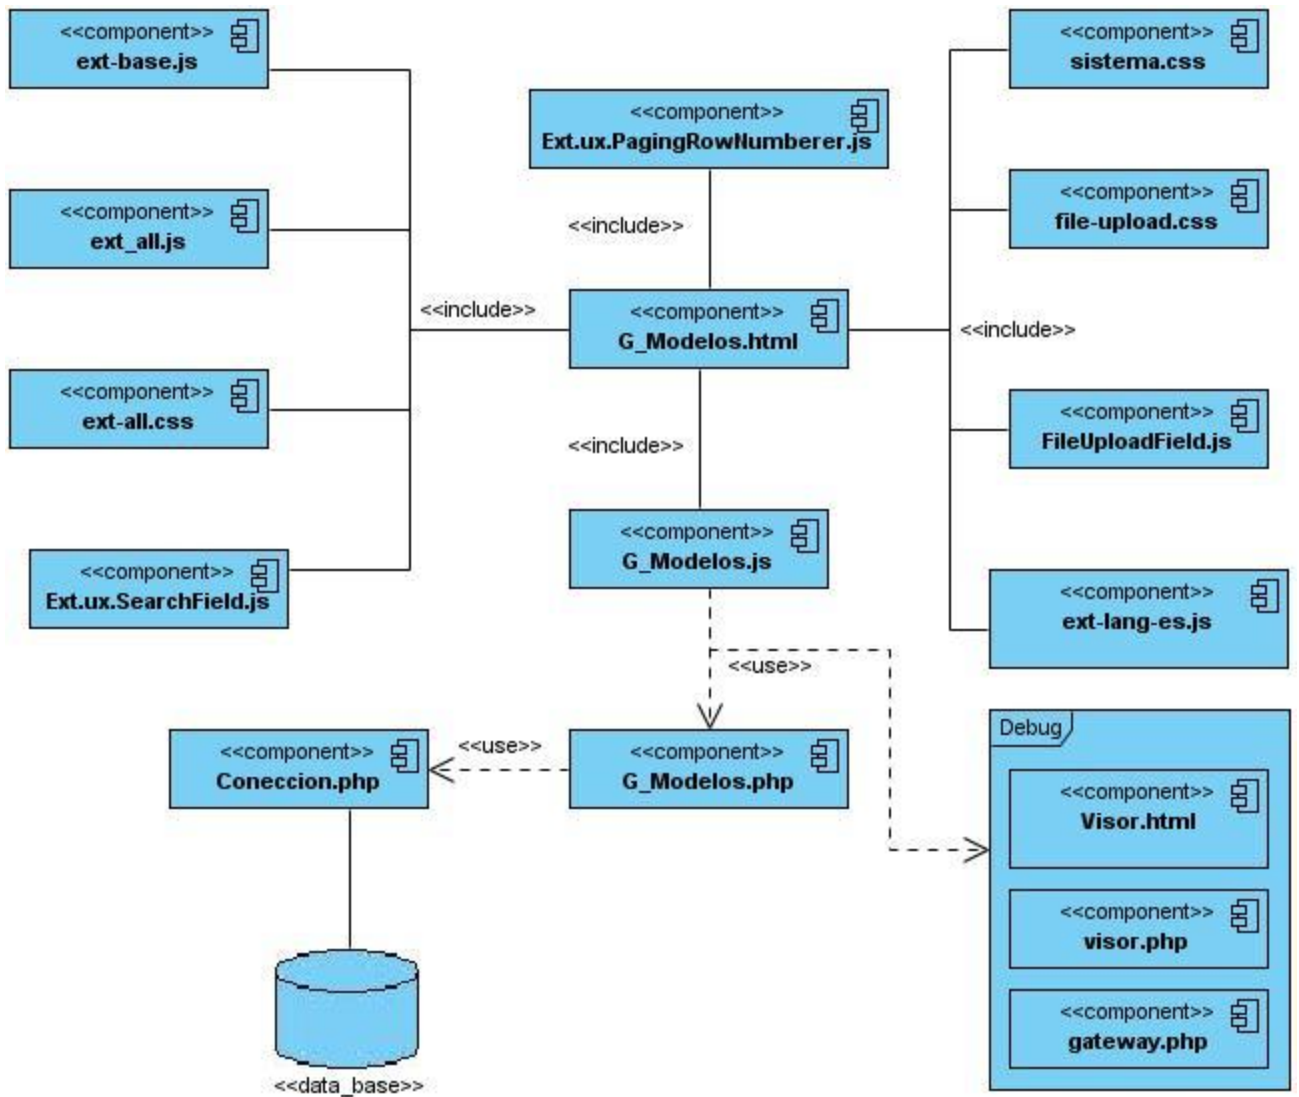 <<component>>
ext-base.js
<<component>>
sistema.css
<<component>>
Ext.ux.PagingRowNumberer.js
<<component>>
ext_all.js
<<component>>
file-upload.css
<<include>>
<<include>>
<<component>>
G_Modelos.html
<<include>>
<<component>>
ext-all.css
<<component>>
FileUploadField.js
<<include>>
<<component>>
G_Modelos.js
<<component>>
Ext.ux.SearchField.js
<<component>>
ext-lang-es.js
<<use>>
Debug
<<component>>
Coneccion.php
<<use>>
<<component>>
G_Modelos.php
<<component>>
Visor.html
<<component>>
visor.php
<<component>>
gateway.php
<<data_base>>